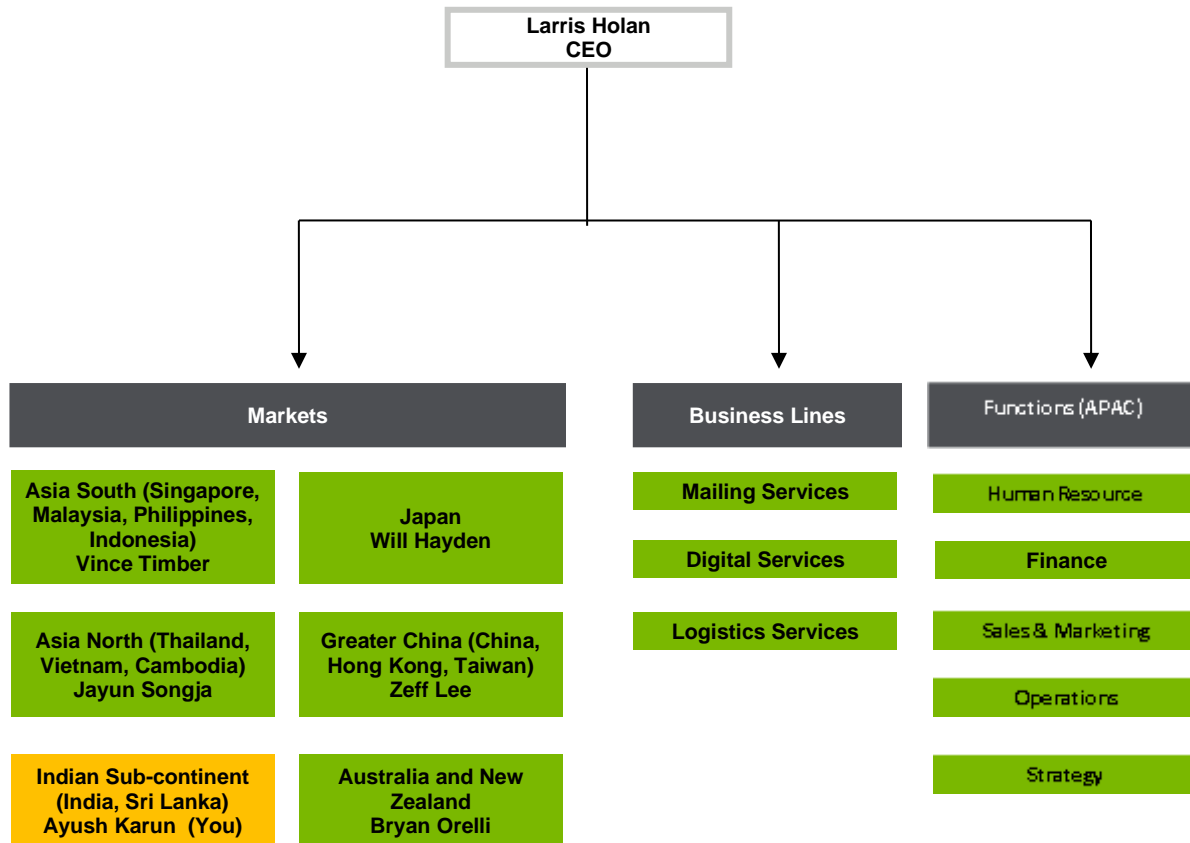 Larris Holan
CEO
Markets
Asia South (Singapore,
Malaysia, Philippines,
Indonesia)
Vince Timber
Japan
Will Hayden
Asia North (Thailand,
Vietnam, Cambodia)
Jayun Songja
Greater China (China,
Hong Kong, Taiwan)
Zeff Lee
Indian Sub-continent
(India, Sri Lanka)
Ayush Karun (You)
Australia and New
Zealand
Bryan Orelli
Business Lines
Mailing Services
Digital Services
Logistics Services
Functions (APAC)
Human Resource
Finance
Sales & Marketing
Operations
Strategy